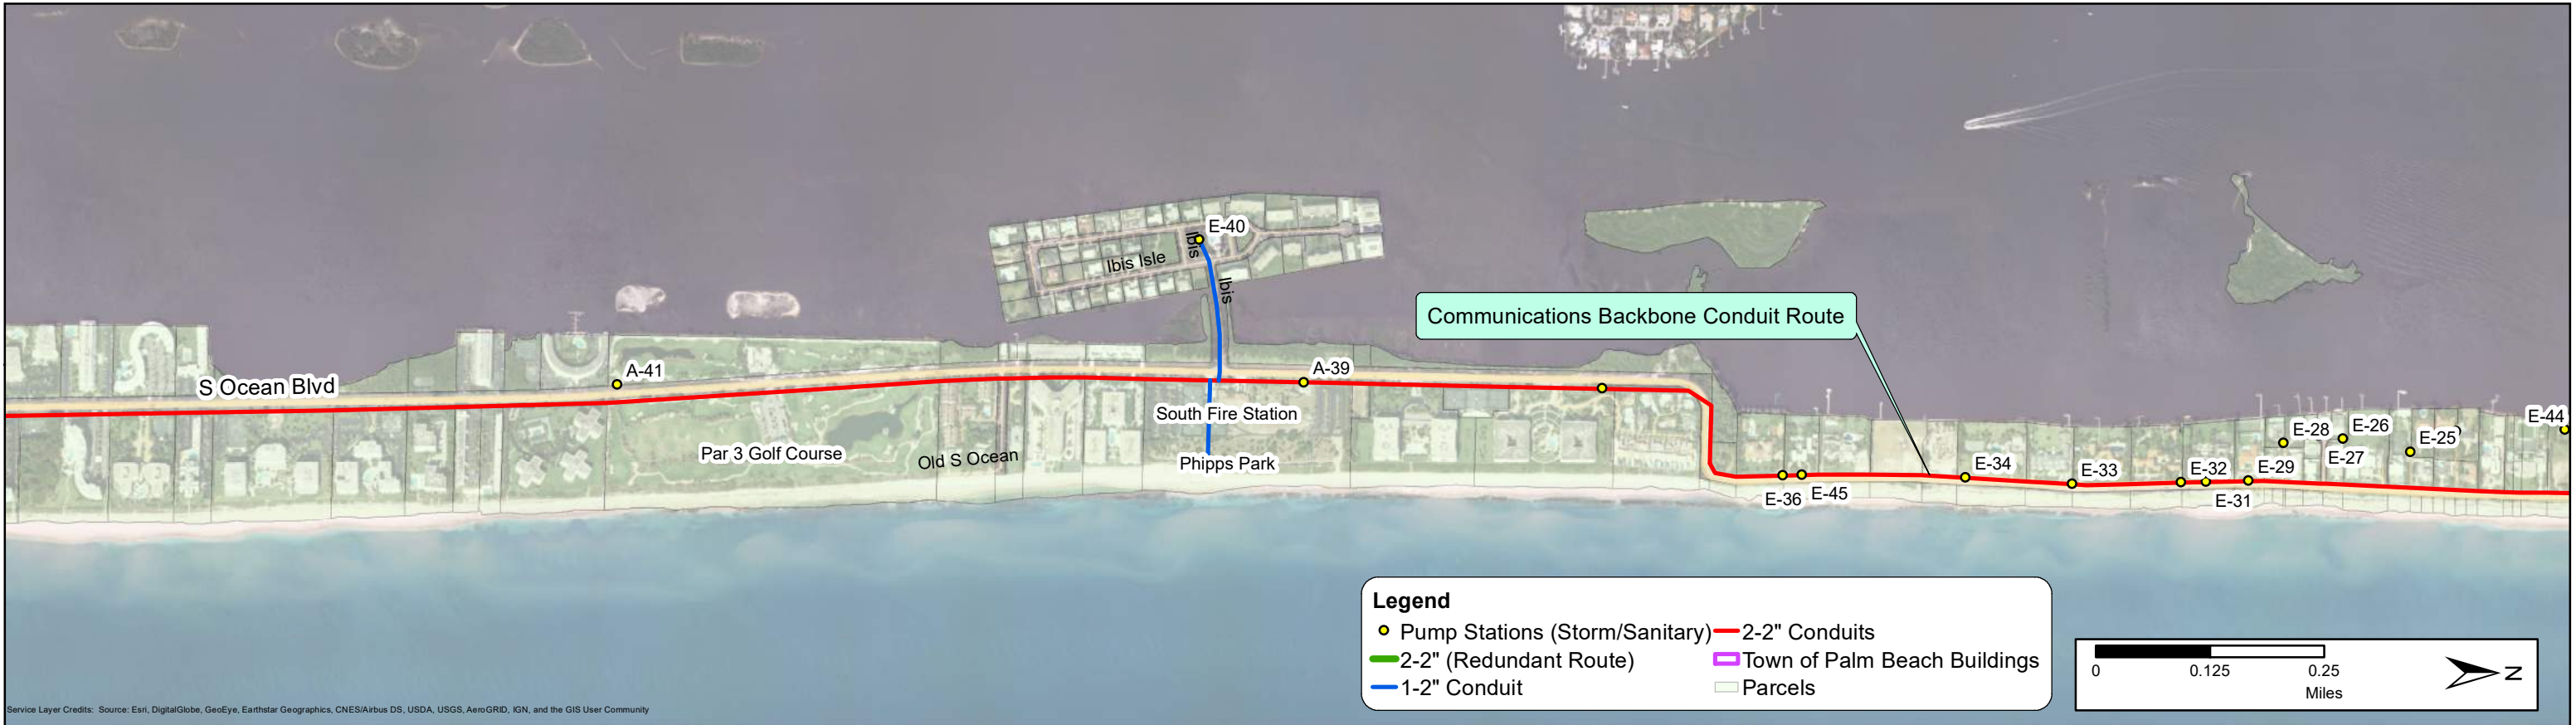 E-40
Ibis
Ibis Isle
Ibis
Communications Backbone Conduit Route
A-41
A-39
S Ocean Blvd
South Fire Station
Par 3 Golf Course
Old S Ocean
Phipps Park
E-44
E-28
E-26
E-25
E-27
E-34
E-33
E-32
E-29
E-36
E-45
E-31
Legend
Pump Stations (Storm/Sanitary)
2-2" Conduits
2-2" (Redundant Route)
Town of Palm Beach Buildings
1-2" Conduit
Parcels
0 0.125 0.25
Miles
N
Service Layer Credits: Source: Esri, DigitalGlobe, GeoEye, Earthstar Geographics, CNES/Airbus DS, USDA, USGS, AeroGRID, IGN, and the GIS User Community